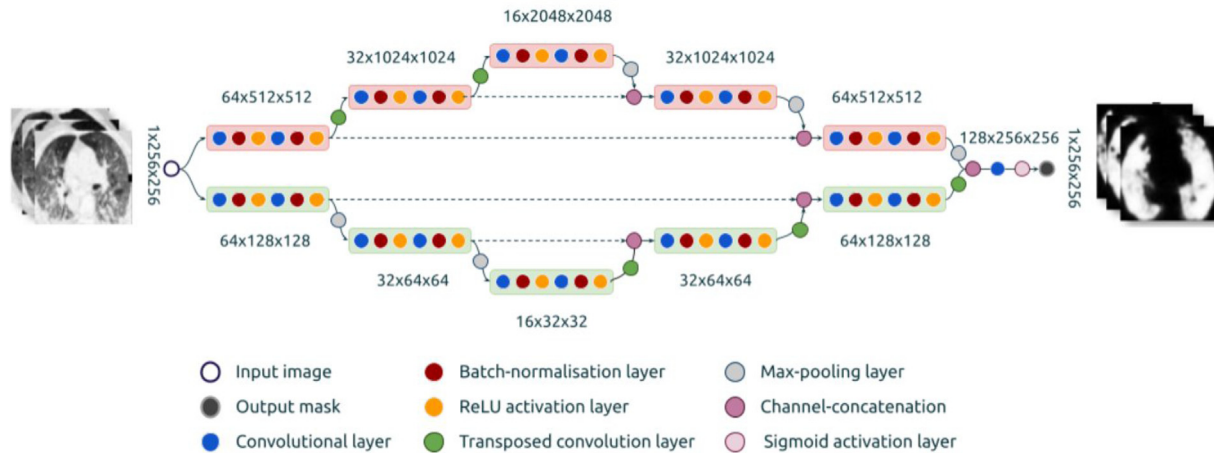 16x2048x2048
32x1024x1024
32x1024x1024
64x512x512
64x512x512
1x256x256
128x256x256
1x256x256
64x128x128
64x128x128
32x64x64
32x64x64
16x32x32
Input image
Batch-normalisation layer
Max-pooling layer
Output mask
ReLU activation layer
Channel-concatenation
Convolutional layer
Transposed convolution layer
Sigmoid activation layer